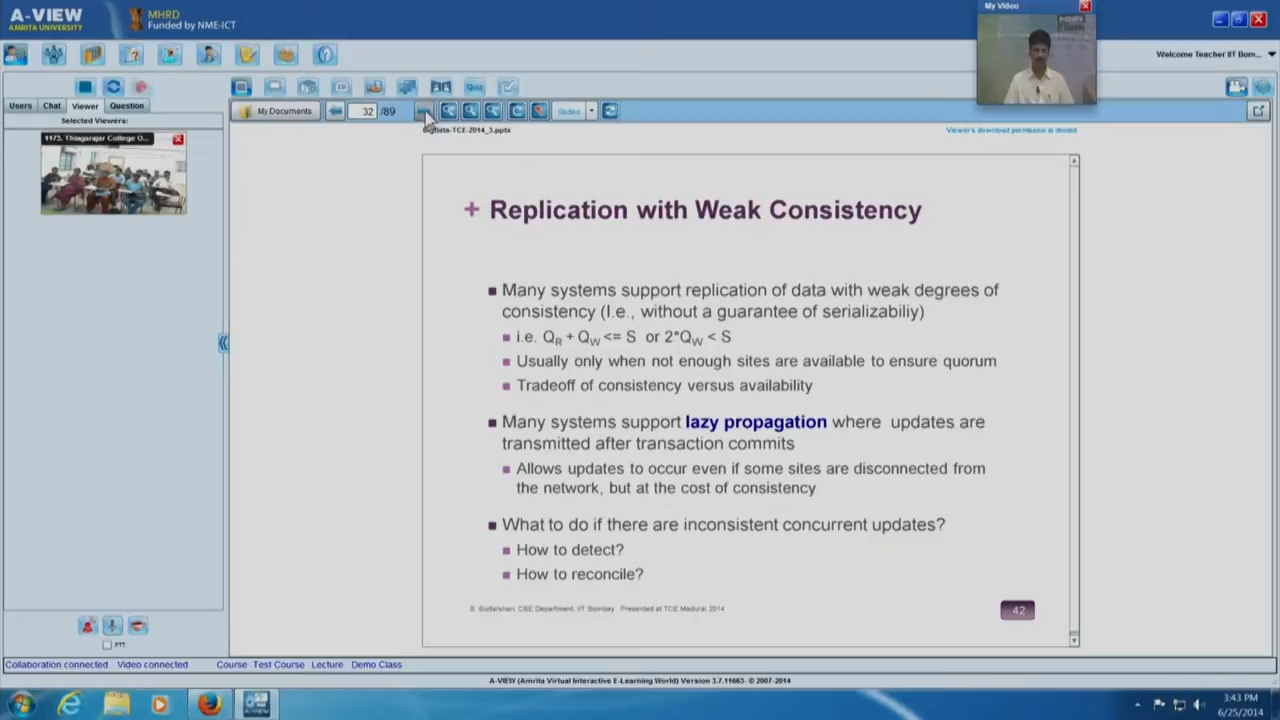 A-VIEW
AMRITA UNIVERSITY
MHRD
Funded by NME-ICT
My Video
Welcome Teacher IIT Bom...
Users
Chat
Viewer
Question
Selected Viewers:
1173. Thiagarajar College O...
My Documents
32
/89
Slides
Quiz
BigData-TCE-2014_3.pptx
Viewer's download permission is denied
+ Replication with Weak Consistency
Many systems support replication of data with weak degrees of
consistency (I.e., without a guarantee of serializabiliy)
i.e. QR + QW <= S or 2*QW < S
Usually only when not enough sites are available to ensure quorum
Tradeoff of consistency versus availability
Many systems support lazy propagation where updates are
transmitted after transaction commits
Allows updates to occur even if some sites are disconnected from
the network, but at the cost of consistency
What to do if there are inconsistent concurrent updates?
How to detect?
How to reconcile?
CSE Department, IIT Bombay Presented at TCE Madurai 2014
42
PTT
Collaboration connected
Video connected
Course
Test Course
Lecture
Demo Class
A-VIEW (Amrita Virtual Interactive E-Learning World) Version 3.7.11663- © 2007-2014
3:43 PM
6/25/2014